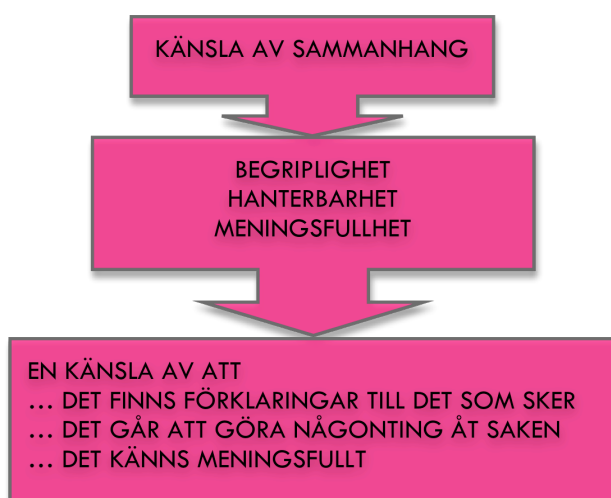 KÄNSLA AV SAMMANHANG
BEGRIPLIGHET
HANTERBARHET
MENINGSFULLHET
EN KÄNSLA AV ATT
… DET FINNS FÖRKLARINGAR TILL DET SOM SKER
… DET GÅR ATT GÖRA NÅGONTING ÅT SAKEN
… DET KÄNNS MENINGSFULLT